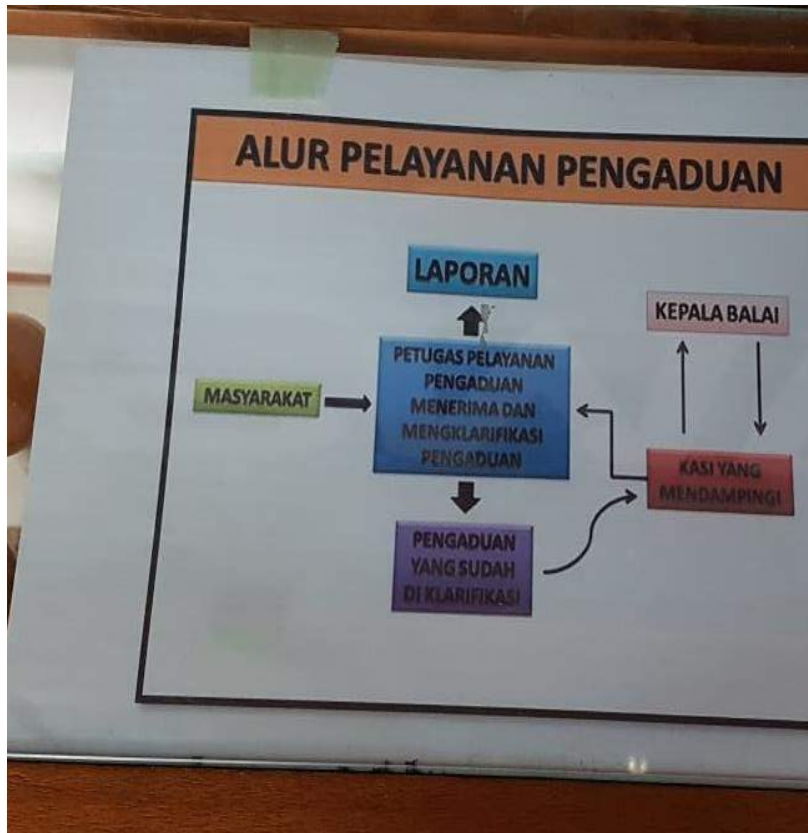 ALUR PELAYANAN PENGADUAN
LAPORAN
KEPALA BALAI
MASYARAKAT
PETUGAS PELAYANAN
PENGADUAN
MENERIMA DAN
MENGKLARIFIKASI
PENGADUAN
KASI YANG
MENDAMPINGI
PENGADUAN
YANG SUDAH
DI KLARIFIKASI